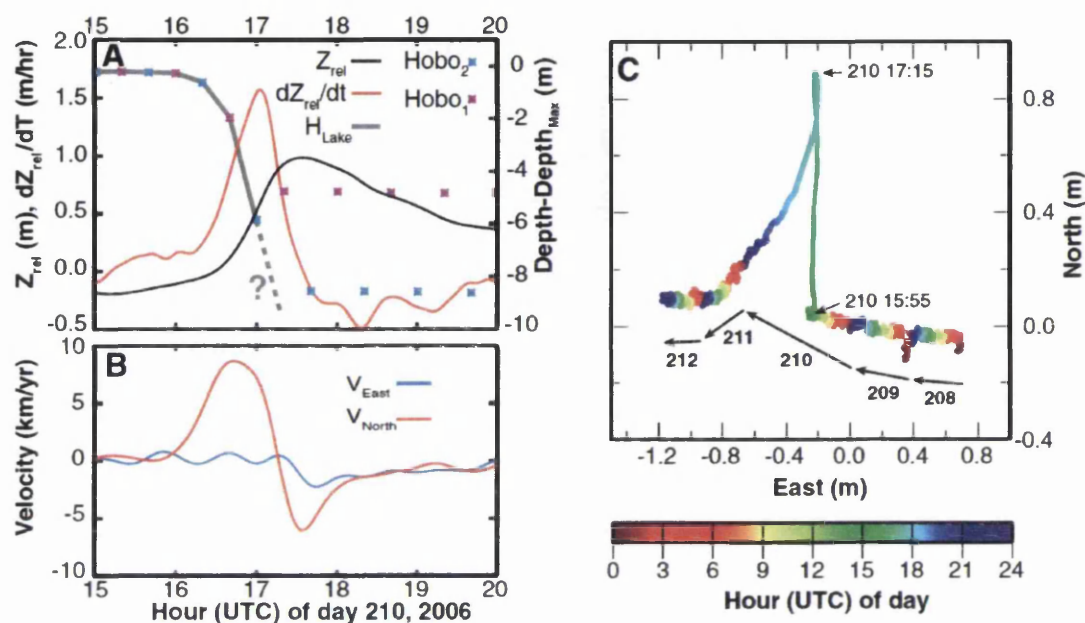 15 16 17 18 19 20
A
2.0
1.5
1.0
0.5
0.0
-0.5
Z_rel (m), dZ_rel/dT (m/hr)
Z_rel
dZ_rel/dt
H_Lake
Hobo_2
Hobo_1
?
0
-2
-4
-6
-8
-10
Depth-Depth_Max (m)
B
10
5
0
-5
-10
Velocity (km/yr)
V_East
V_North
15 16 17 18 19 20
Hour (UTC) of day 210, 2006
C
210 17:15
210 15:55
212
211
210
209
208
0.8
0.4
0.0
-0.4
North (m)
-1.2 -0.8 -0.4 0.0 0.4 0.8
East (m)
0 3 6 9 12 15 18 21 24
Hour (UTC) of day